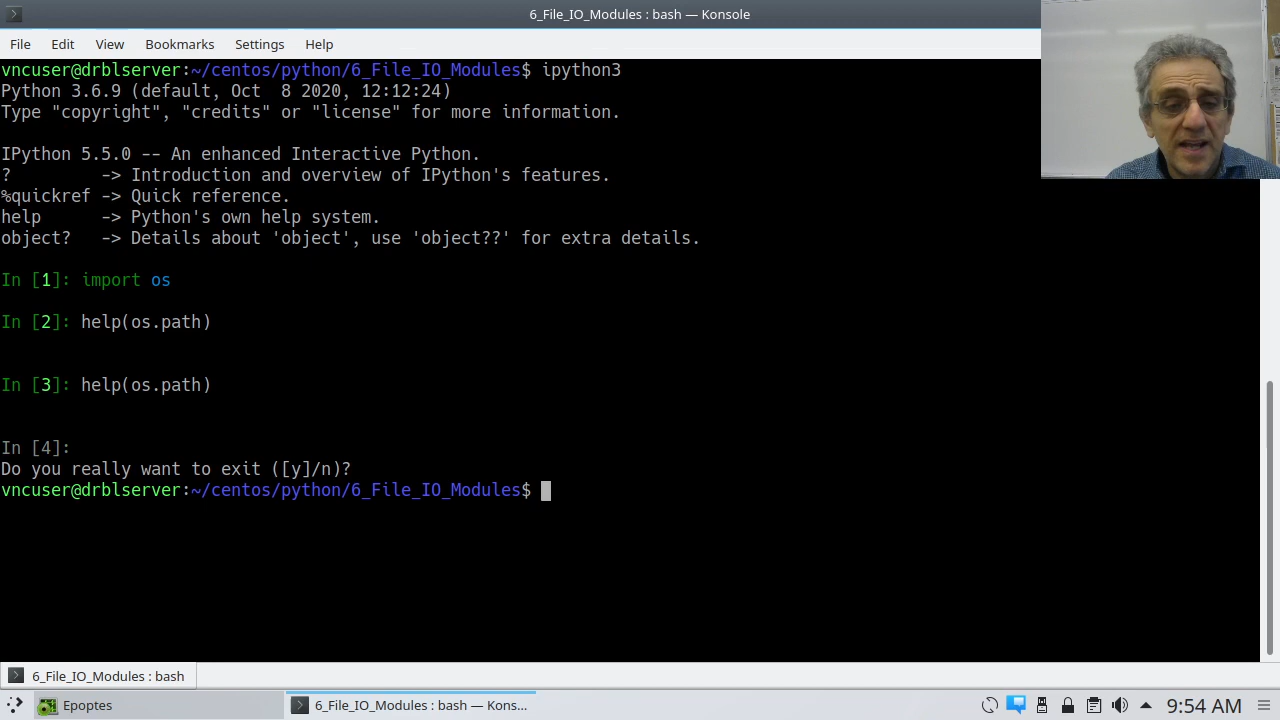 6_File_IO_Modules : bash — Konsole
File Edit View Bookmarks Settings Help
vncuser@drblserver:~/centos/python/6_File_IO_Modules$ ipython3
Python 3.6.9 (default, Oct  8 2020, 12:12:24)
Type "copyright", "credits" or "license" for more information.
IPython 5.5.0 -- An enhanced Interactive Python.
?         -> Introduction and overview of IPython's features.
%quickref -> Quick reference.
help      -> Python's own help system.
object?   -> Details about 'object', use 'object??' for extra details.
In [1]: import os
In [2]: help(os.path)
In [3]: help(os.path)
In [4]:
Do you really want to exit ([y]/n)?
vncuser@drblserver:~/centos/python/6_File_IO_Modules$
6_File_IO_Modules : bash
Epoptes 6_File_IO_Modules : bash — Kons... 9:54 AM